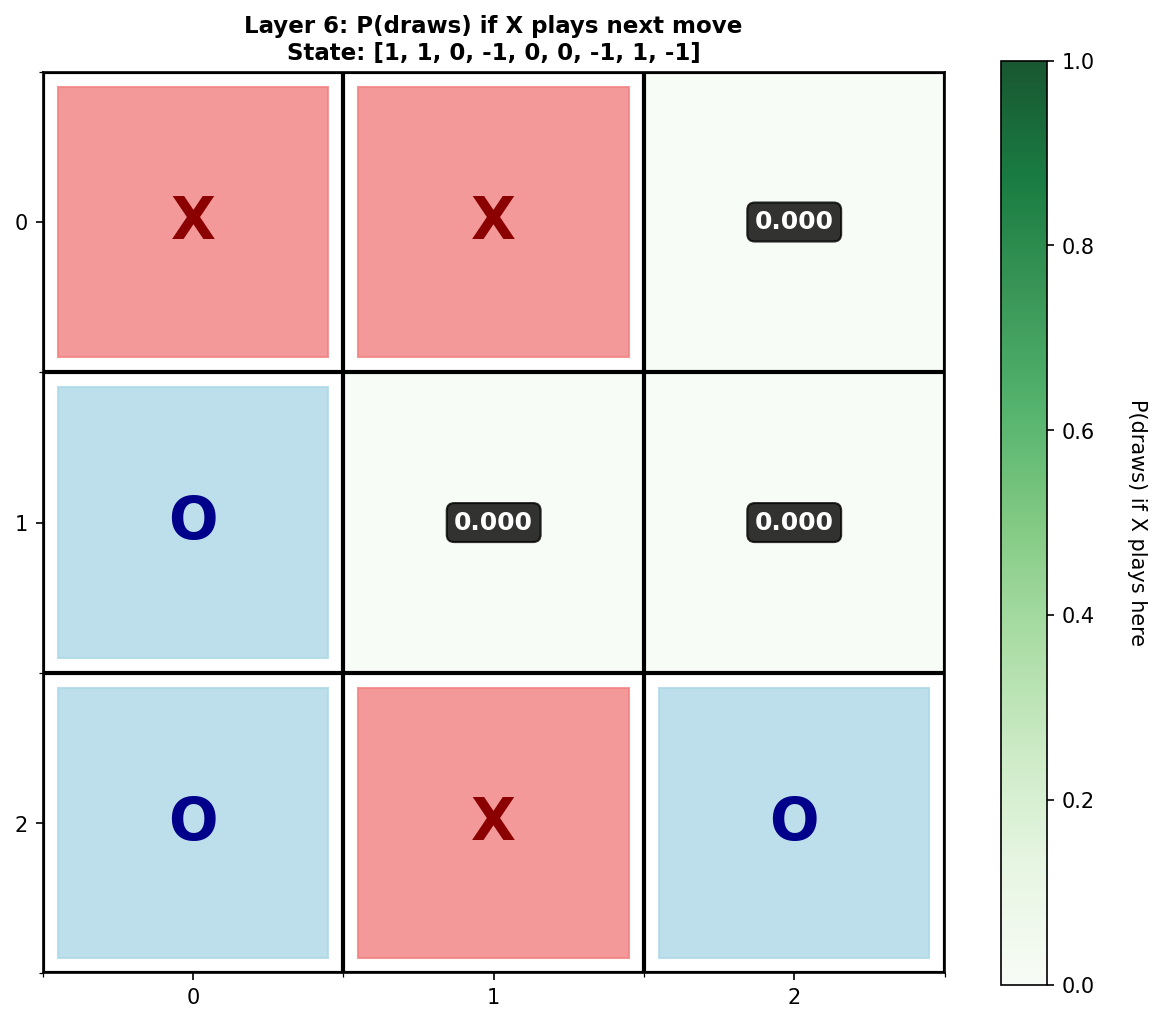 Layer 6: P(draws) if X plays next move
State: [1, 1, 0, -1, 0, 0, -1, 1, -1]
X X 0.000
O 0.000 0.000
O X O
0
1
2
0 1 2
1.0
0.8
0.6
0.4
0.2
0.0
P(draws) if X plays here